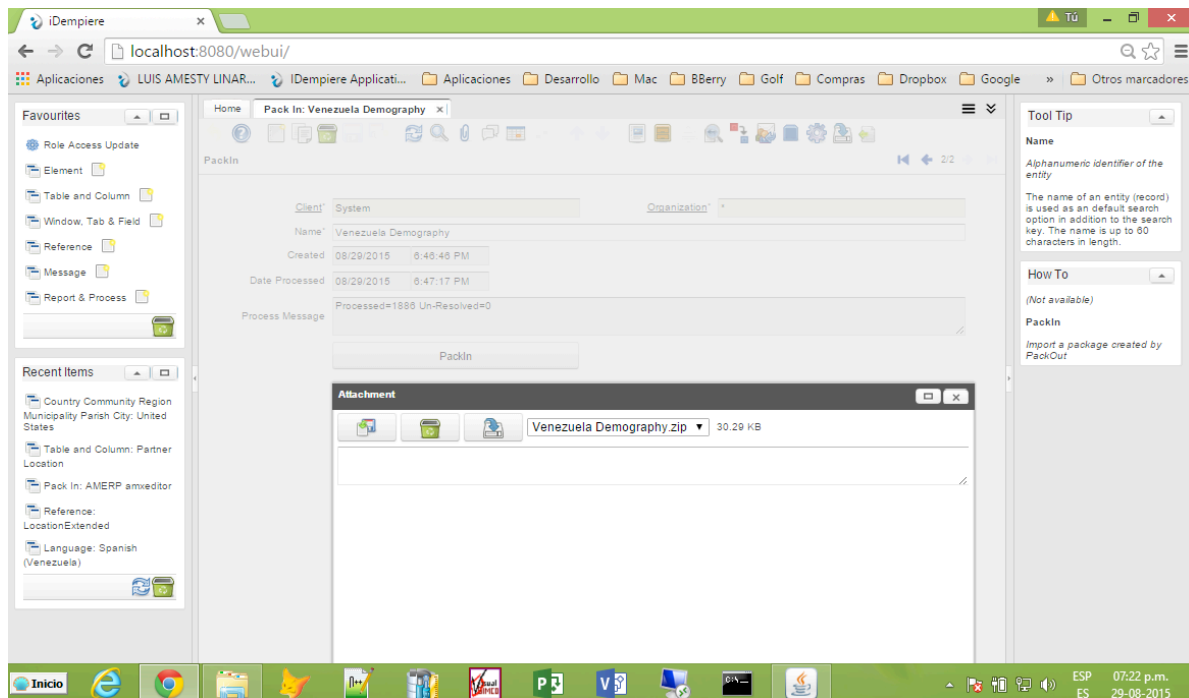 iDempiere
Tú
localhost:8080/webui/
Aplicaciones LUIS AMESTY LINAR... IDempiere Applicati... Aplicaciones Desarrollo Mac BBerry Golf Compras Dropbox Google » Otros marcadores
Favourites
Role Access Update
Element
Table and Column
Window, Tab & Field
Reference
Message
Report & Process
Recent Items
Country Community Region
Municipality Parish City: United
States
Table and Column: Partner
Location
Pack In: AMERP amxeditor
Reference:
LocationExtended
Language: Spanish
(Venezuela)
Home Pack In: Venezuela Demography
PackIn
2/2
Client* System Organization* *
Name* Venezuela Demography
Created 08/29/2015 6:46:46 PM
Date Processed 08/29/2015 6:47:17 PM
Process Message Processed=1886 Un-Resolved=0
PackIn
Attachment
Venezuela Demography.zip 30.29 KB
Tool Tip
Name
Alphanumeric identifier of the
entity
The name of an entity (record)
is used as an default search
option in addition to the search
key. The name is up to 60
characters in length.
How To
(Not available)
PackIn
Import a package created by
PackOut
Inicio
ESP
ES
07:22 p.m.
29-08-2015